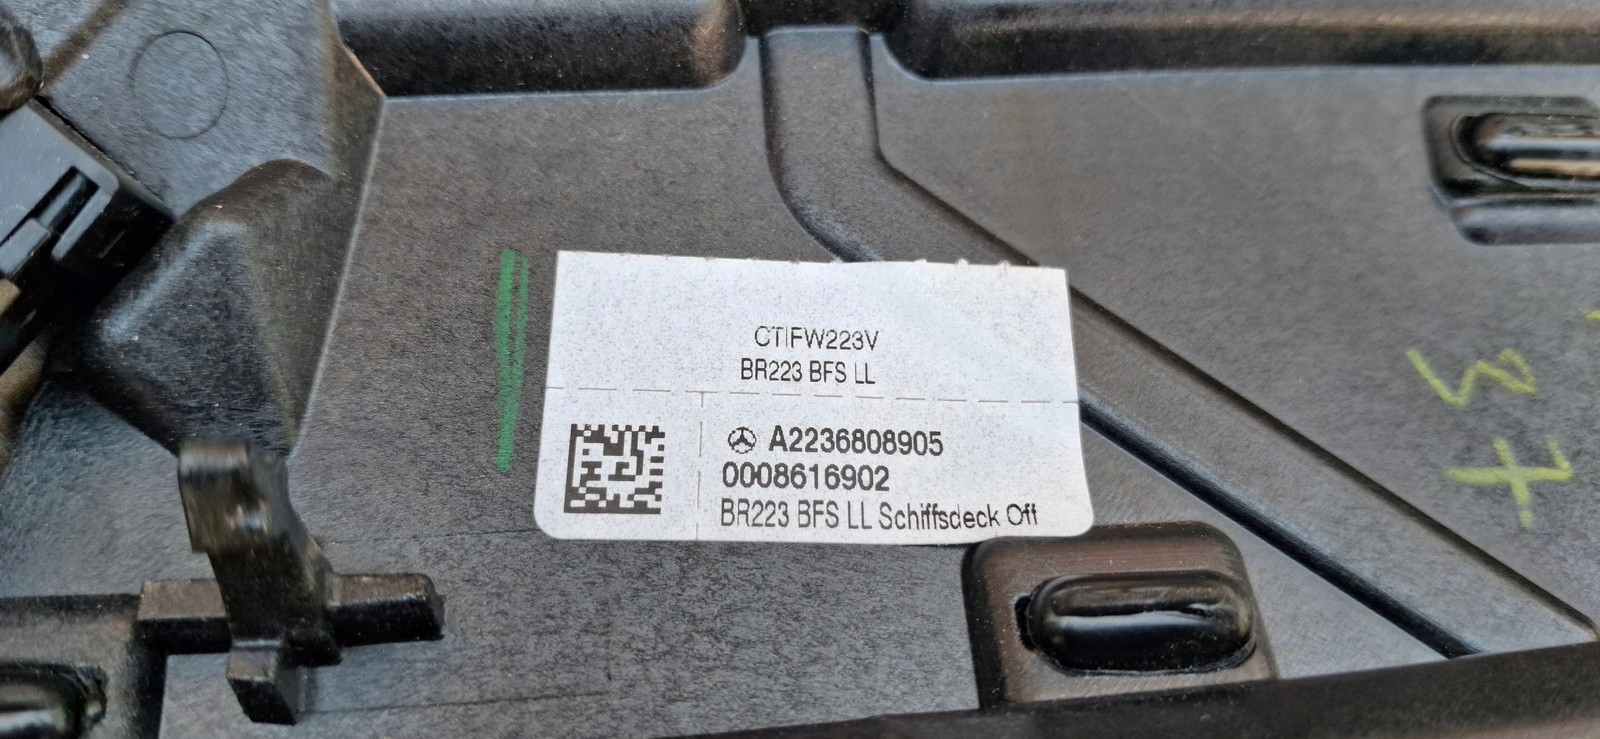 CTIFW223V
BR223 BFS LL
A2236808905
0008616902
BR223 BFS LL Schiffsdeck Off